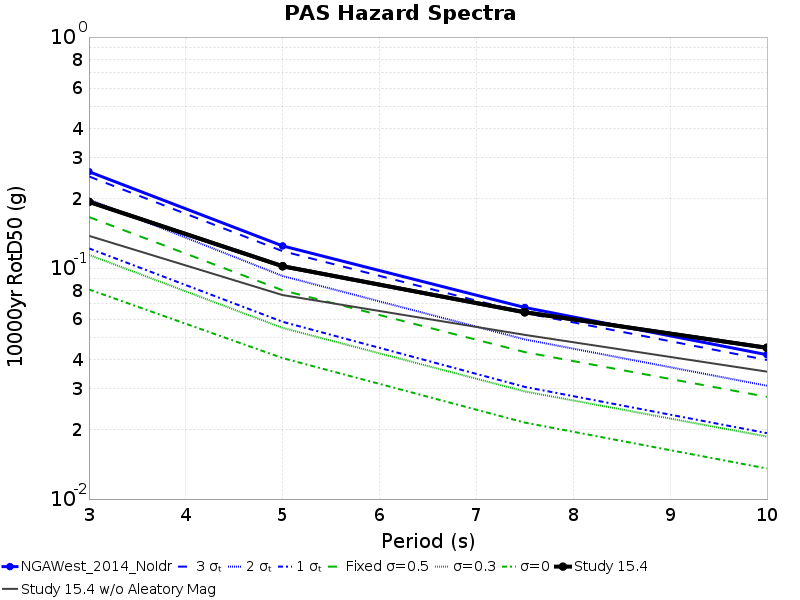 PAS Hazard Spectra
10000yr RotD50 (g)
10⁰
8
6
4
3
2
10⁻¹
8
6
4
3
2
10⁻²
3 4 5 6 7 8 9 10
Period (s)
NGAWest_2014_NoIdr 3 σₜ 2 σₜ 1 σₜ Fixed σ=0.5 σ=0.3 σ=0 Study 15.4
Study 15.4 w/o Aleatory Mag